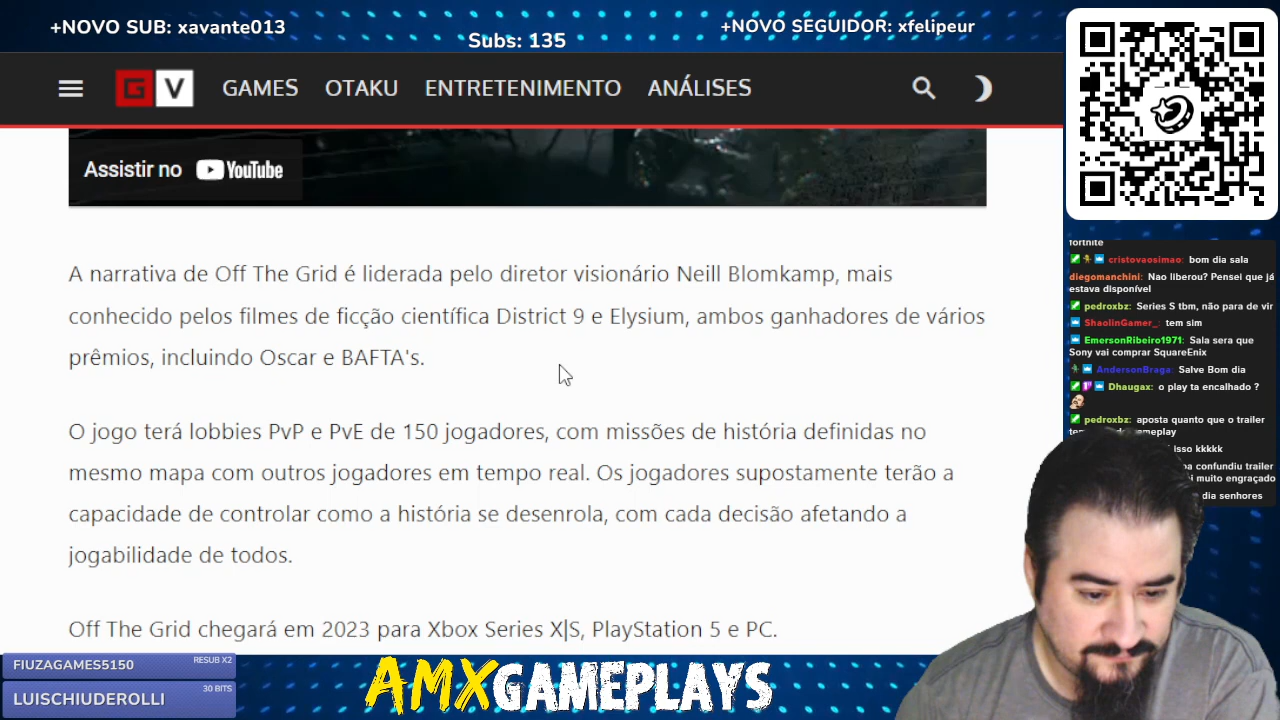 +NOVO SUB: xavante013
Subs: 135
+NOVO SEGUIDOR: xfelipeur
G V GAMES OTAKU ENTRETENIMENTO ANÁLISES
Assistir no YouTube
A narrativa de Off The Grid é liderada pelo diretor visionário Neill Blomkamp, mais
conhecido pelos filmes de ficção científica District 9 e Elysium, ambos ganhadores de vários
prêmios, incluindo Oscar e BAFTA's.
O jogo terá lobbies PvP e PvE de 150 jogadores, com missões de história definidas no
mesmo mapa com outros jogadores em tempo real. Os jogadores supostamente terão a
capacidade de controlar como a história se desenrola, com cada decisão afetando a
jogabilidade de todos.
Off The Grid chegará em 2023 para Xbox Series X|S, PlayStation 5 e PC.
fortnite
cristovaosimao: bom dia sala
diegomanchini: Nao liberou? Pensei que já
estava disponível
pedroxbz: Series S tbm, não para de vir
ShaolinGamer_: tem sim
EmersonRibeiro1971: Sala sera que
Sony vai comprar SquareEnix
AndersonBraga: Salve Bom dia
Dhaugax: o play ta encalhado ?
pedroxbz: aposta quanto que o trailer
isso kkkkk
confundiu trailer
muito engraçado
dia senhores
FIUZAGAMES5150 RESUB X2
LUISCHIUDEROLLI 30 BITS
AMXGAMEPLAYS